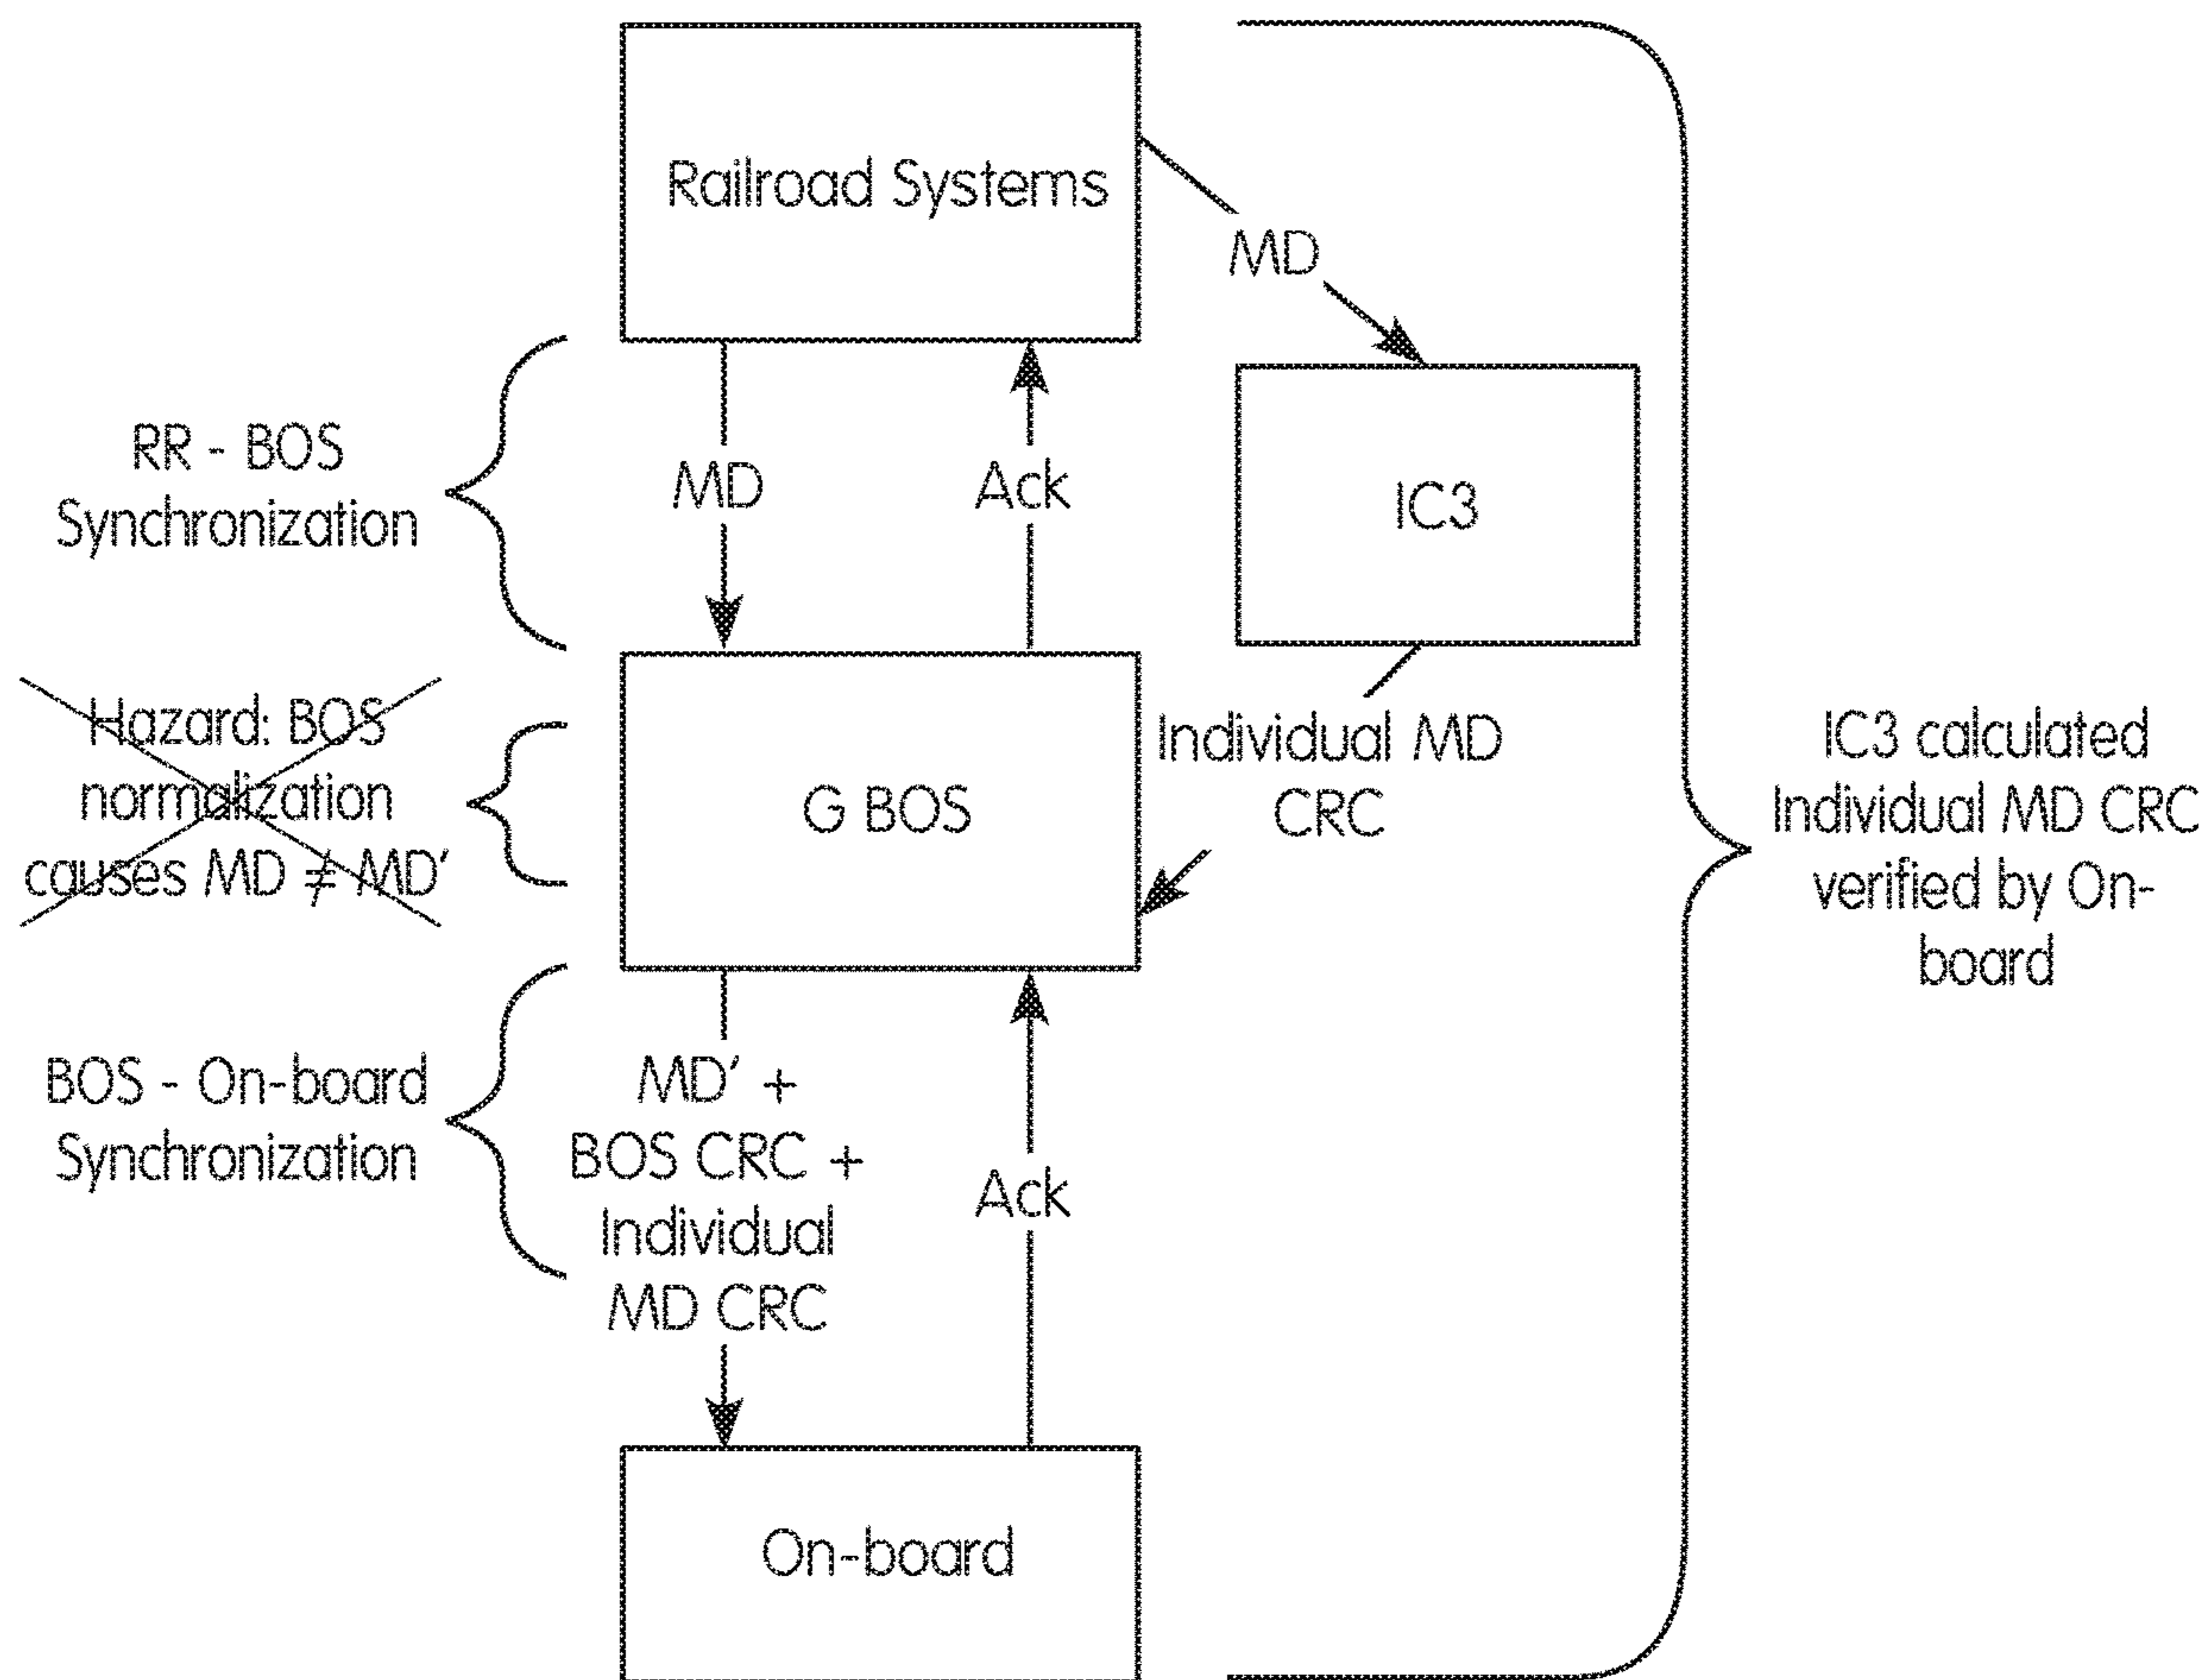 Railroad Systems
MD
RR - BOS
Synchronization
MD
Ack
IC3
Hazard: BOS
normalization
causes MD ≠ MD'
G BOS
Individual MD
CRC
IC3 calculated
Individual MD CRC
verified by On-
board
BOS - On-board
Synchronization
MD' +
BOS CRC +
Individual
MD CRC
Ack
On-board